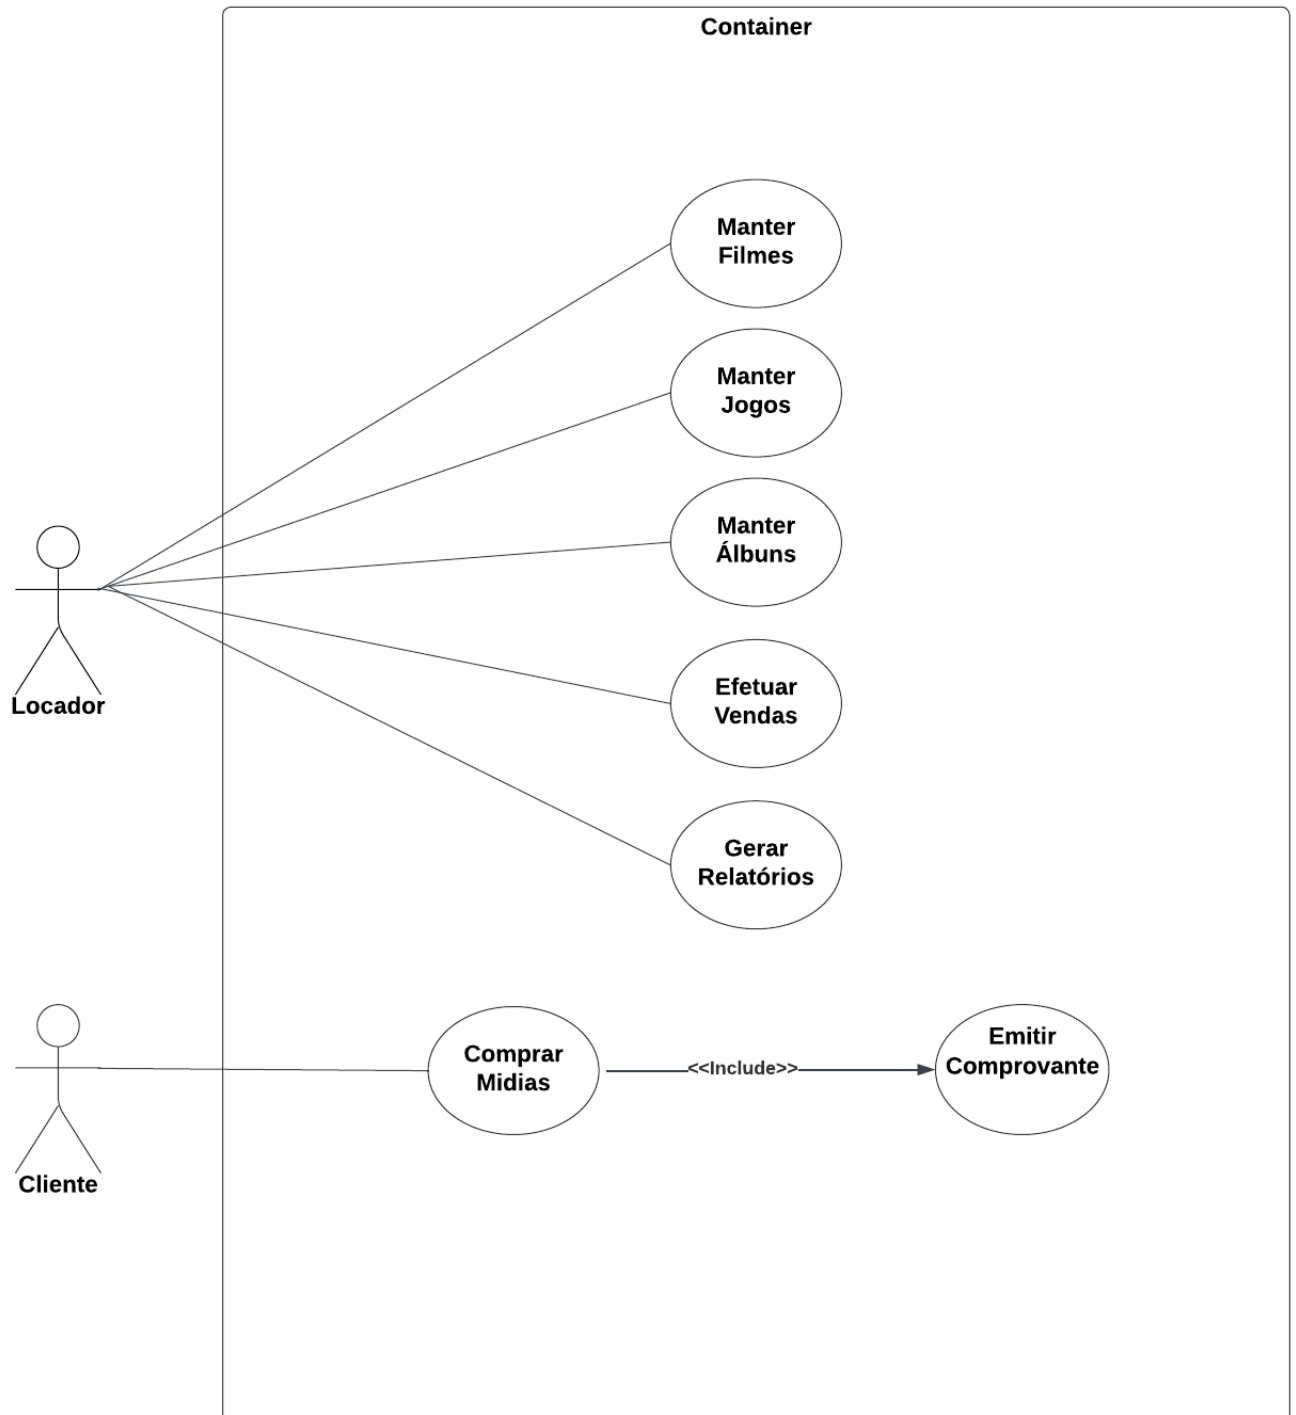 Container
Manter
Filmes
Manter
Jogos
Manter
Álbuns
Locador
Efetuar
Vendas
Gerar
Relatórios
Comprar
Midias
<<Include>>
Emitir
Comprovante
Cliente